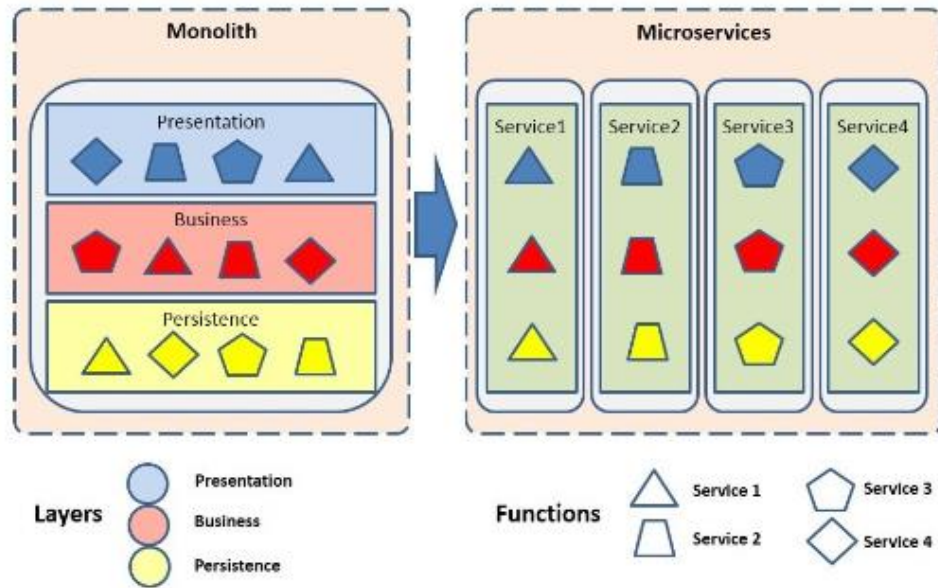 Monolith
Presentation
Business
Persistence
Microservices
Service1
Service2
Service3
Service4
Layers
Presentation
Business
Persistence
Functions
Service 1
Service 2
Service 3
Service 4